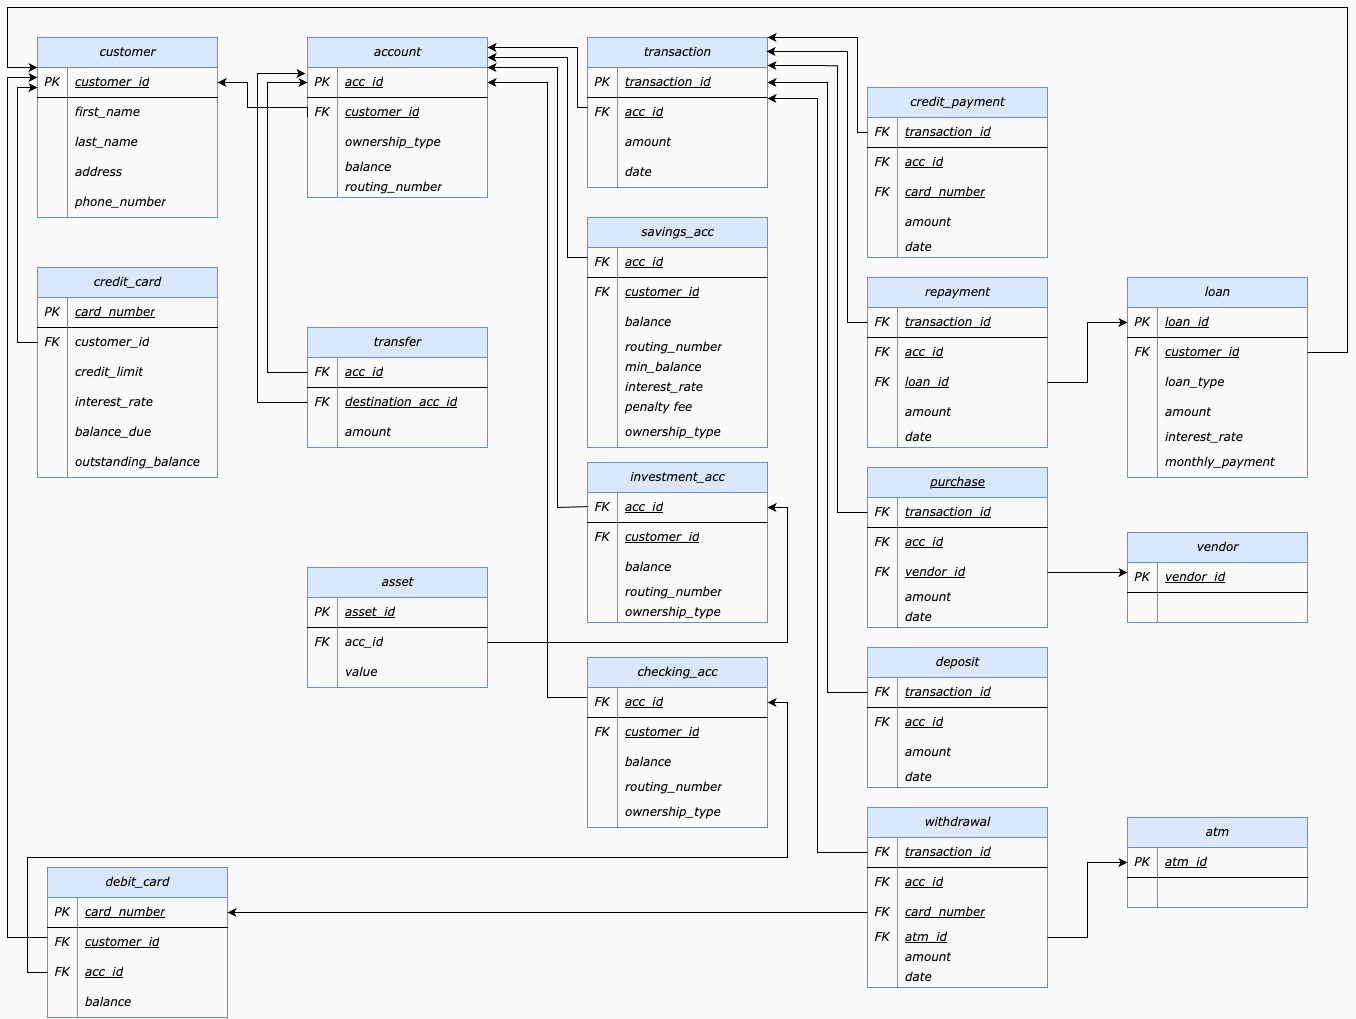 customer
PK customer_id
first_name
last_name
address
phone_number
account
PK acc_id
FK customer_id
ownership_type
balance
routing_number
transaction
PK transaction_id
FK acc_id
amount
date
credit_payment
FK transaction_id
FK acc_id
FK card_number
amount
date
credit_card
PK card_number
FK customer_id
credit_limit
interest_rate
balance_due
outstanding_balance
transfer
FK acc_id
FK destination_acc_id
amount
savings_acc
FK acc_id
FK customer_id
balance
routing_number
min_balance
interest_rate
penalty fee
ownership_type
repayment
FK transaction_id
FK acc_id
FK loan_id
amount
date
loan
PK loan_id
FK customer_id
loan_type
amount
interest_rate
monthly_payment
investment_acc
FK acc_id
FK customer_id
balance
routing_number
ownership_type
purchase
FK transaction_id
FK acc_id
FK vendor_id
amount
date
vendor
PK vendor_id
asset
PK asset_id
FK acc_id
value
checking_acc
FK acc_id
FK customer_id
balance
routing_number
ownership_type
deposit
FK transaction_id
FK acc_id
amount
date
withdrawal
FK transaction_id
FK acc_id
FK card_number
FK atm_id
amount
date
atm
PK atm_id
debit_card
PK card_number
FK customer_id
FK acc_id
balance